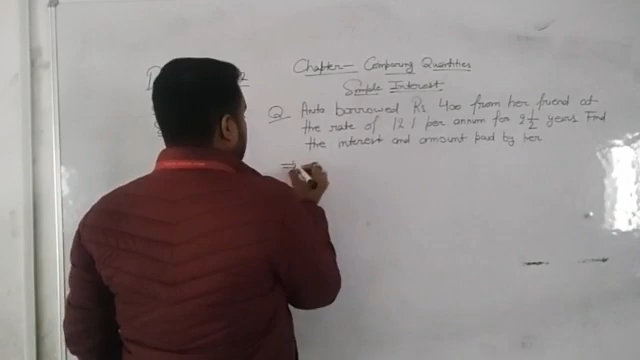 Chapter- Comparing Quantities
Simple Interest
Q Anta borrowed Rs 400 from her friend at
the rate of 12 % per annum for 2 1/2 years Find
the interest and amount paid by her
⇒